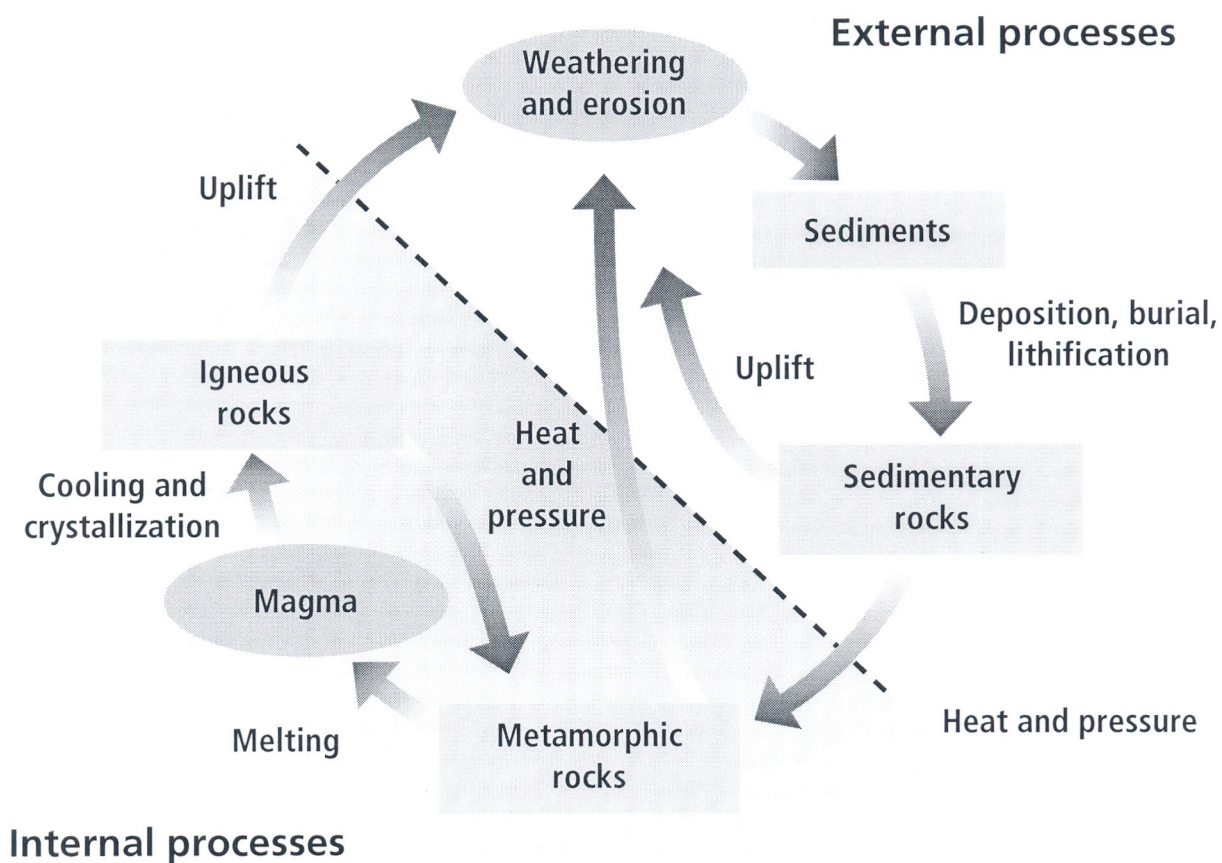 External processes
Weathering
and erosion
Uplift
Sediments
Deposition, burial,
lithification
Igneous
rocks
Uplift
Heat
and
pressure
Sedimentary
rocks
Cooling and
crystallization
Magma
Melting
Metamorphic
rocks
Heat and pressure
Internal processes